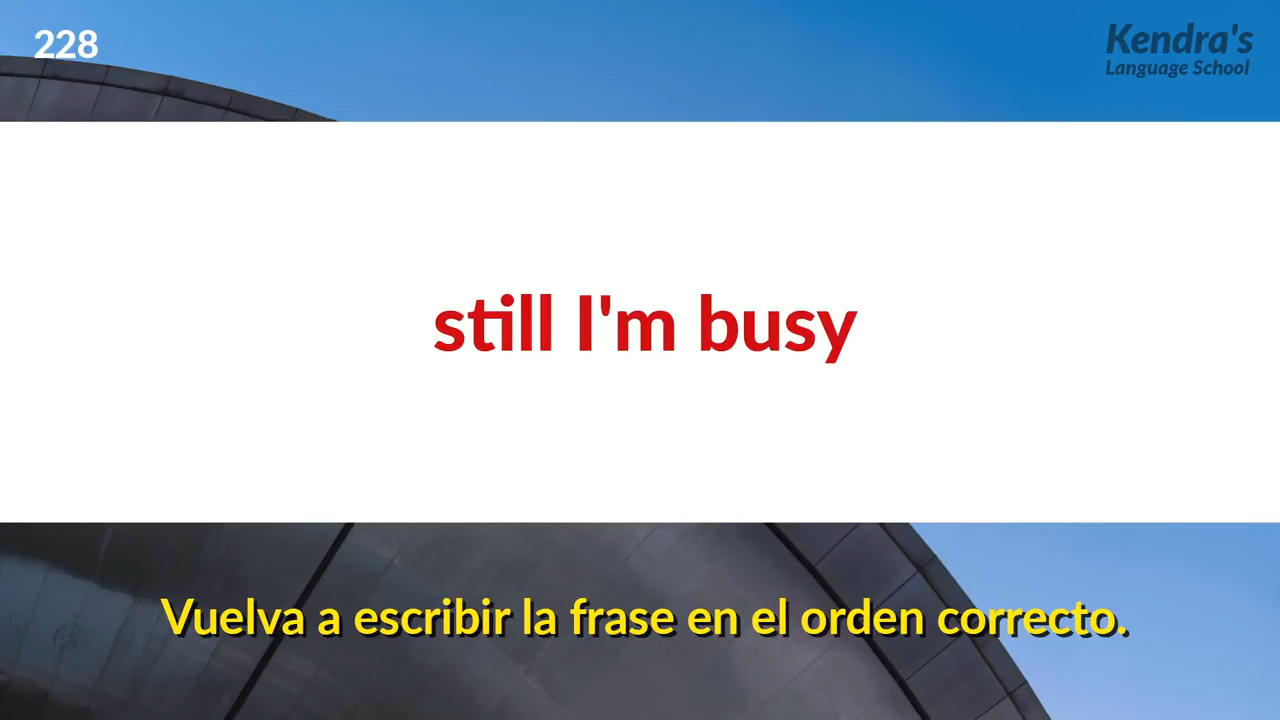 228
Kendra's
Language School
still I'm busy
Vuelva a escribir la frase en el orden correcto.